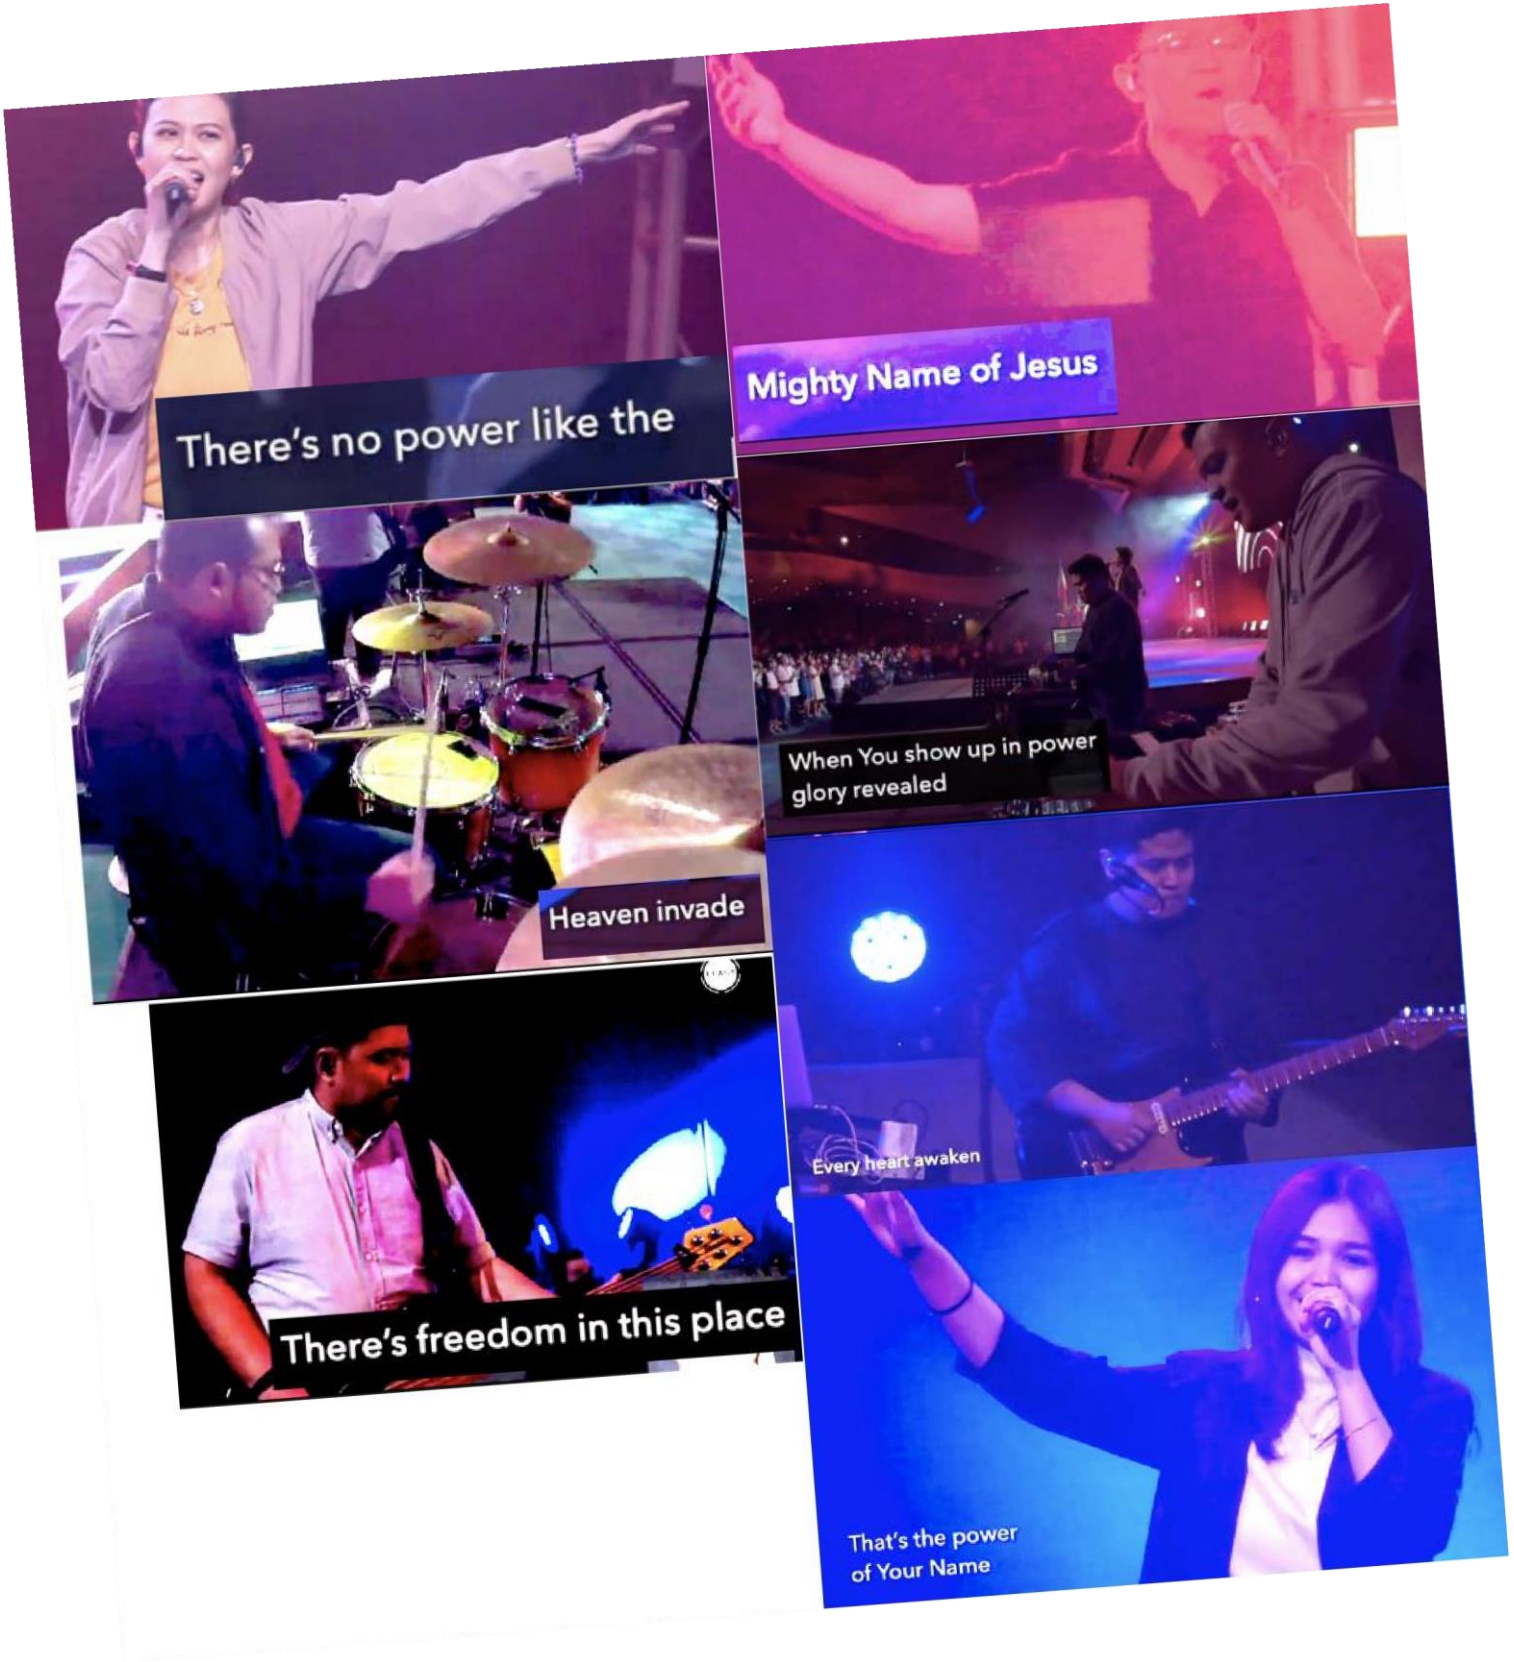 There's no power like the
Mighty Name of Jesus
When You show up in power
glory revealed
Heaven invade
Every heart awaken
There's freedom in this place
That's the power
of Your Name